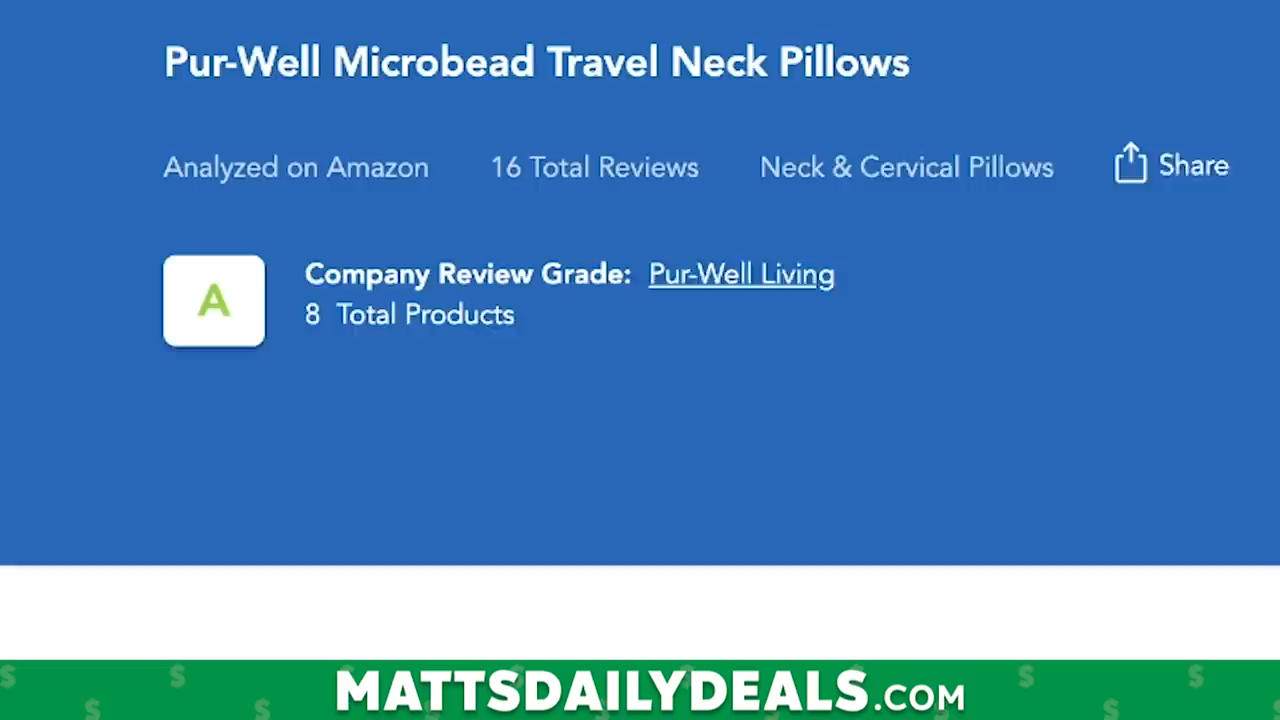 Pur-Well Microbead Travel Neck Pillows
Analyzed on Amazon 16 Total Reviews Neck & Cervical Pillows Share
A
Company Review Grade: Pur-Well Living
8 Total Products
MATTSDAILYDEALS.COM